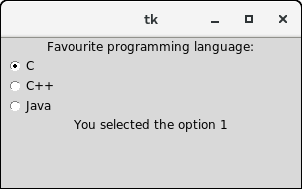 tk
Favourite programming language:
C
C++
Java
You selected the option 1